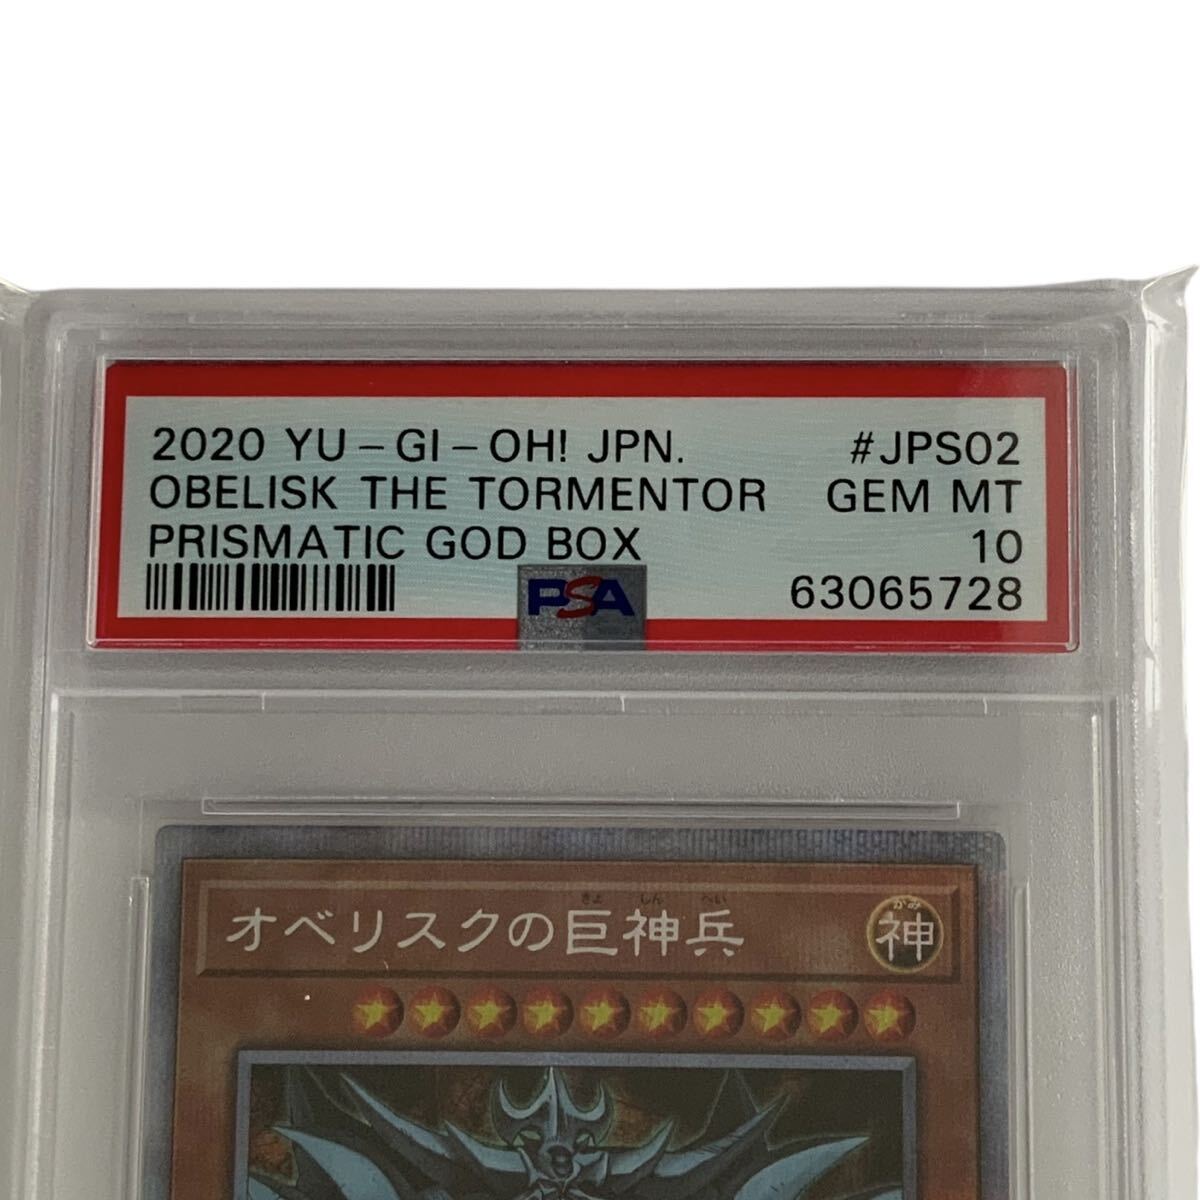 2020 YU-GI-OH! JPN. #JPS02
OBELISK THE TORMENTOR GEM MT
PRISMATIC GOD BOX 10
PSA 63065728
きょ しん へい
オベリスクの巨神兵
かみ
神